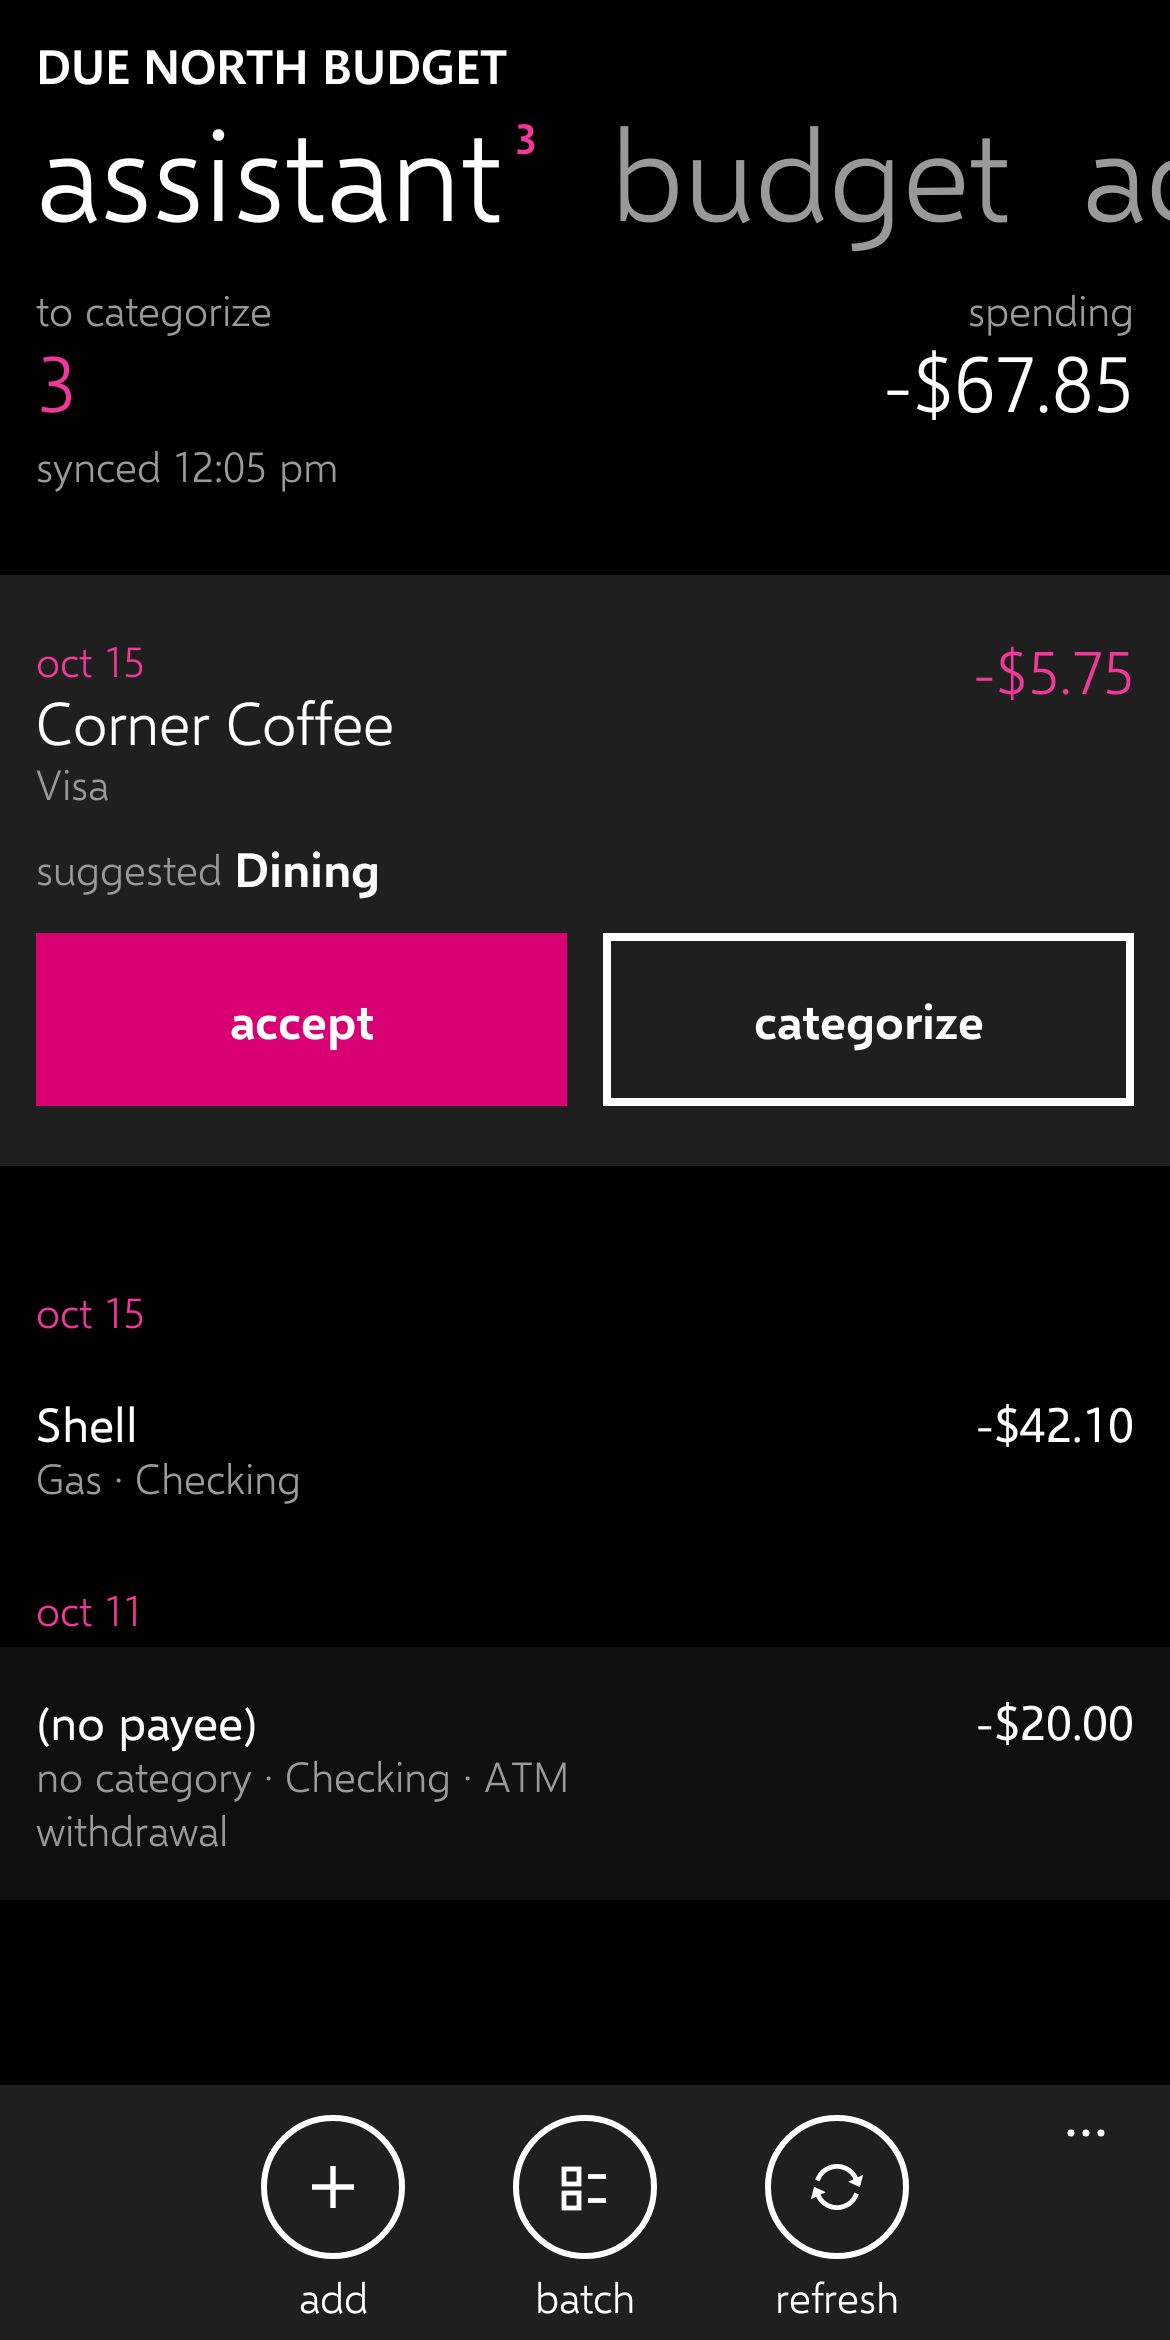 DUE NORTH BUDGET
assistant 3 budget ac
to categorize spending
3 -$67.85
synced 12:05 pm
oct 15 -$5.75
Corner Coffee
Visa
suggested Dining
accept categorize
oct 15
Shell -$42.10
Gas · Checking
oct 11
(no payee) -$20.00
no category · Checking · ATM
withdrawal
...
add batch refresh